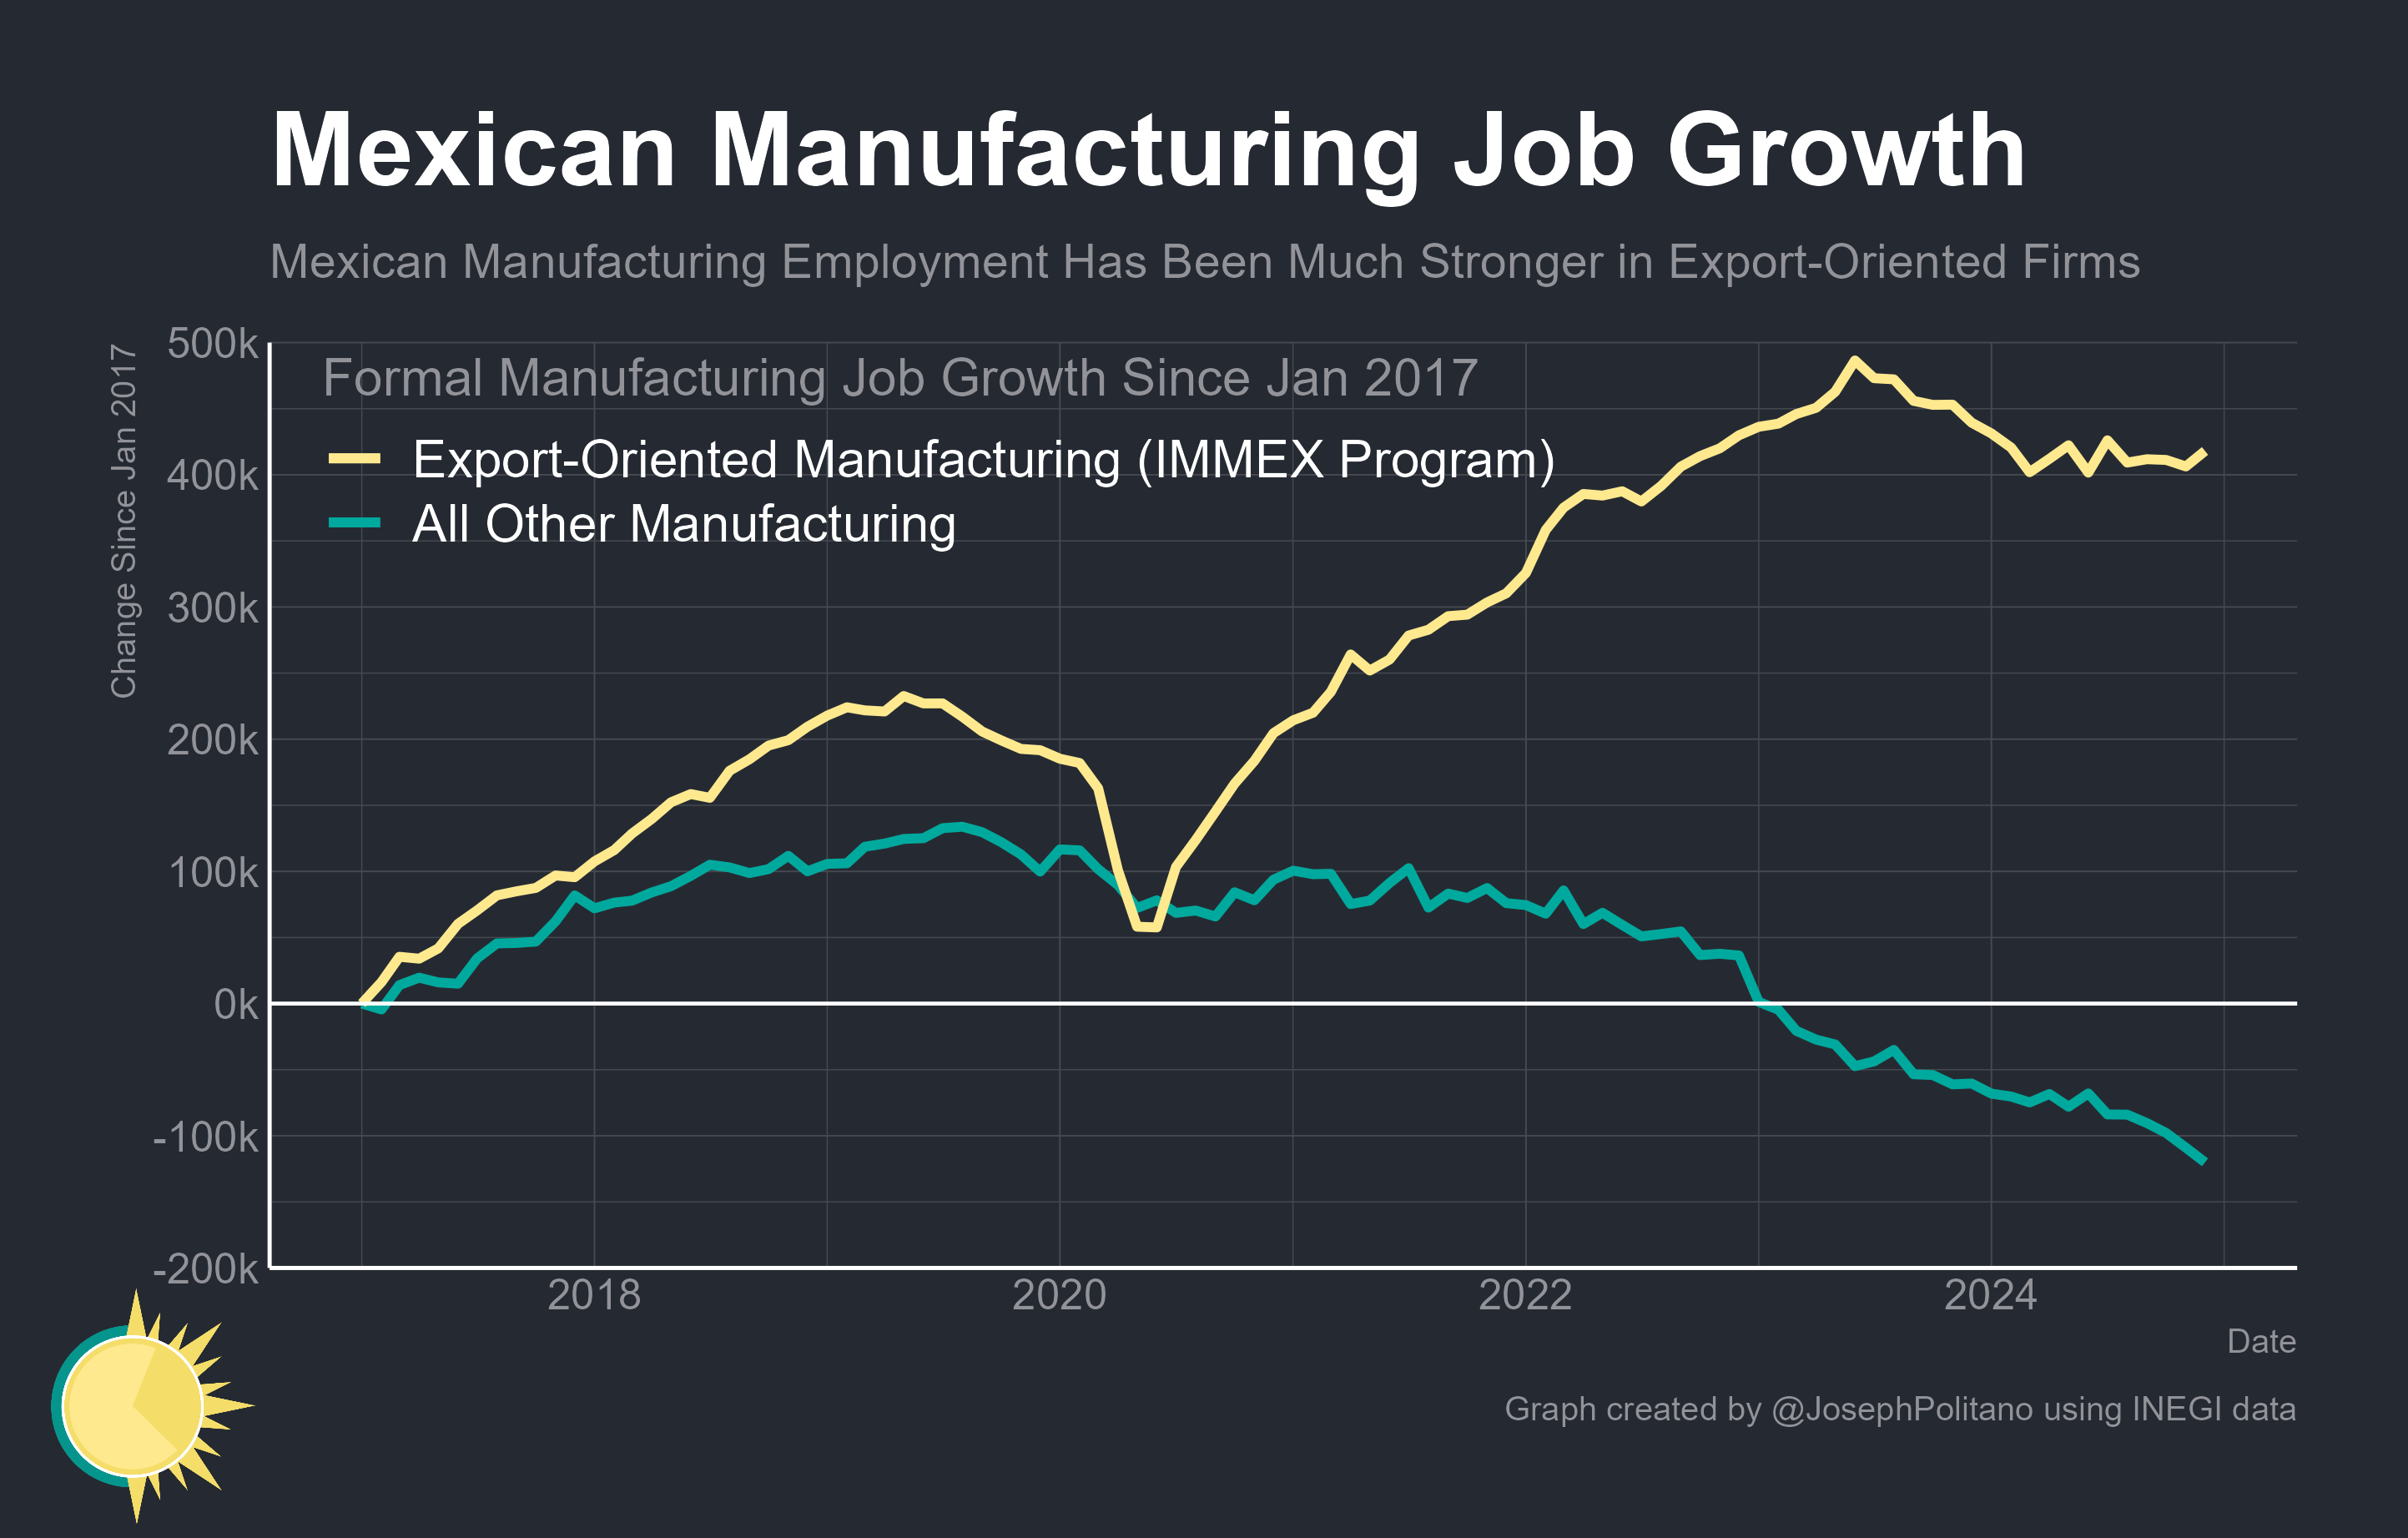 Mexican Manufacturing Job Growth
Mexican Manufacturing Employment Has Been Much Stronger in Export-Oriented Firms
Change Since Jan 2017
500k
400k
300k
200k
100k
0k
-100k
-200k
Formal Manufacturing Job Growth Since Jan 2017
Export-Oriented Manufacturing (IMMEX Program)
All Other Manufacturing
2018 2020 2022 2024
Date
Graph created by @JosephPolitano using INEGI data